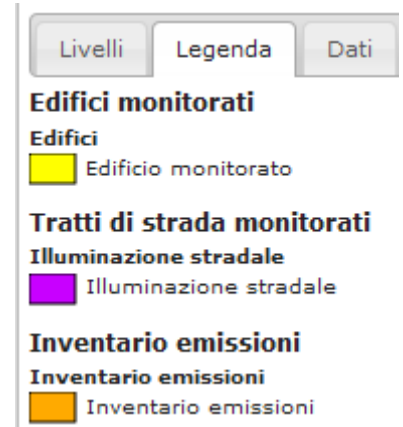 Livelli Legenda Dati
Edifici monitorati
Edifici
Edificio monitorato
Tratti di strada monitorati
Illuminazione stradale
Illuminazione stradale
Inventario emissioni
Inventario emissioni
Inventario emissioni